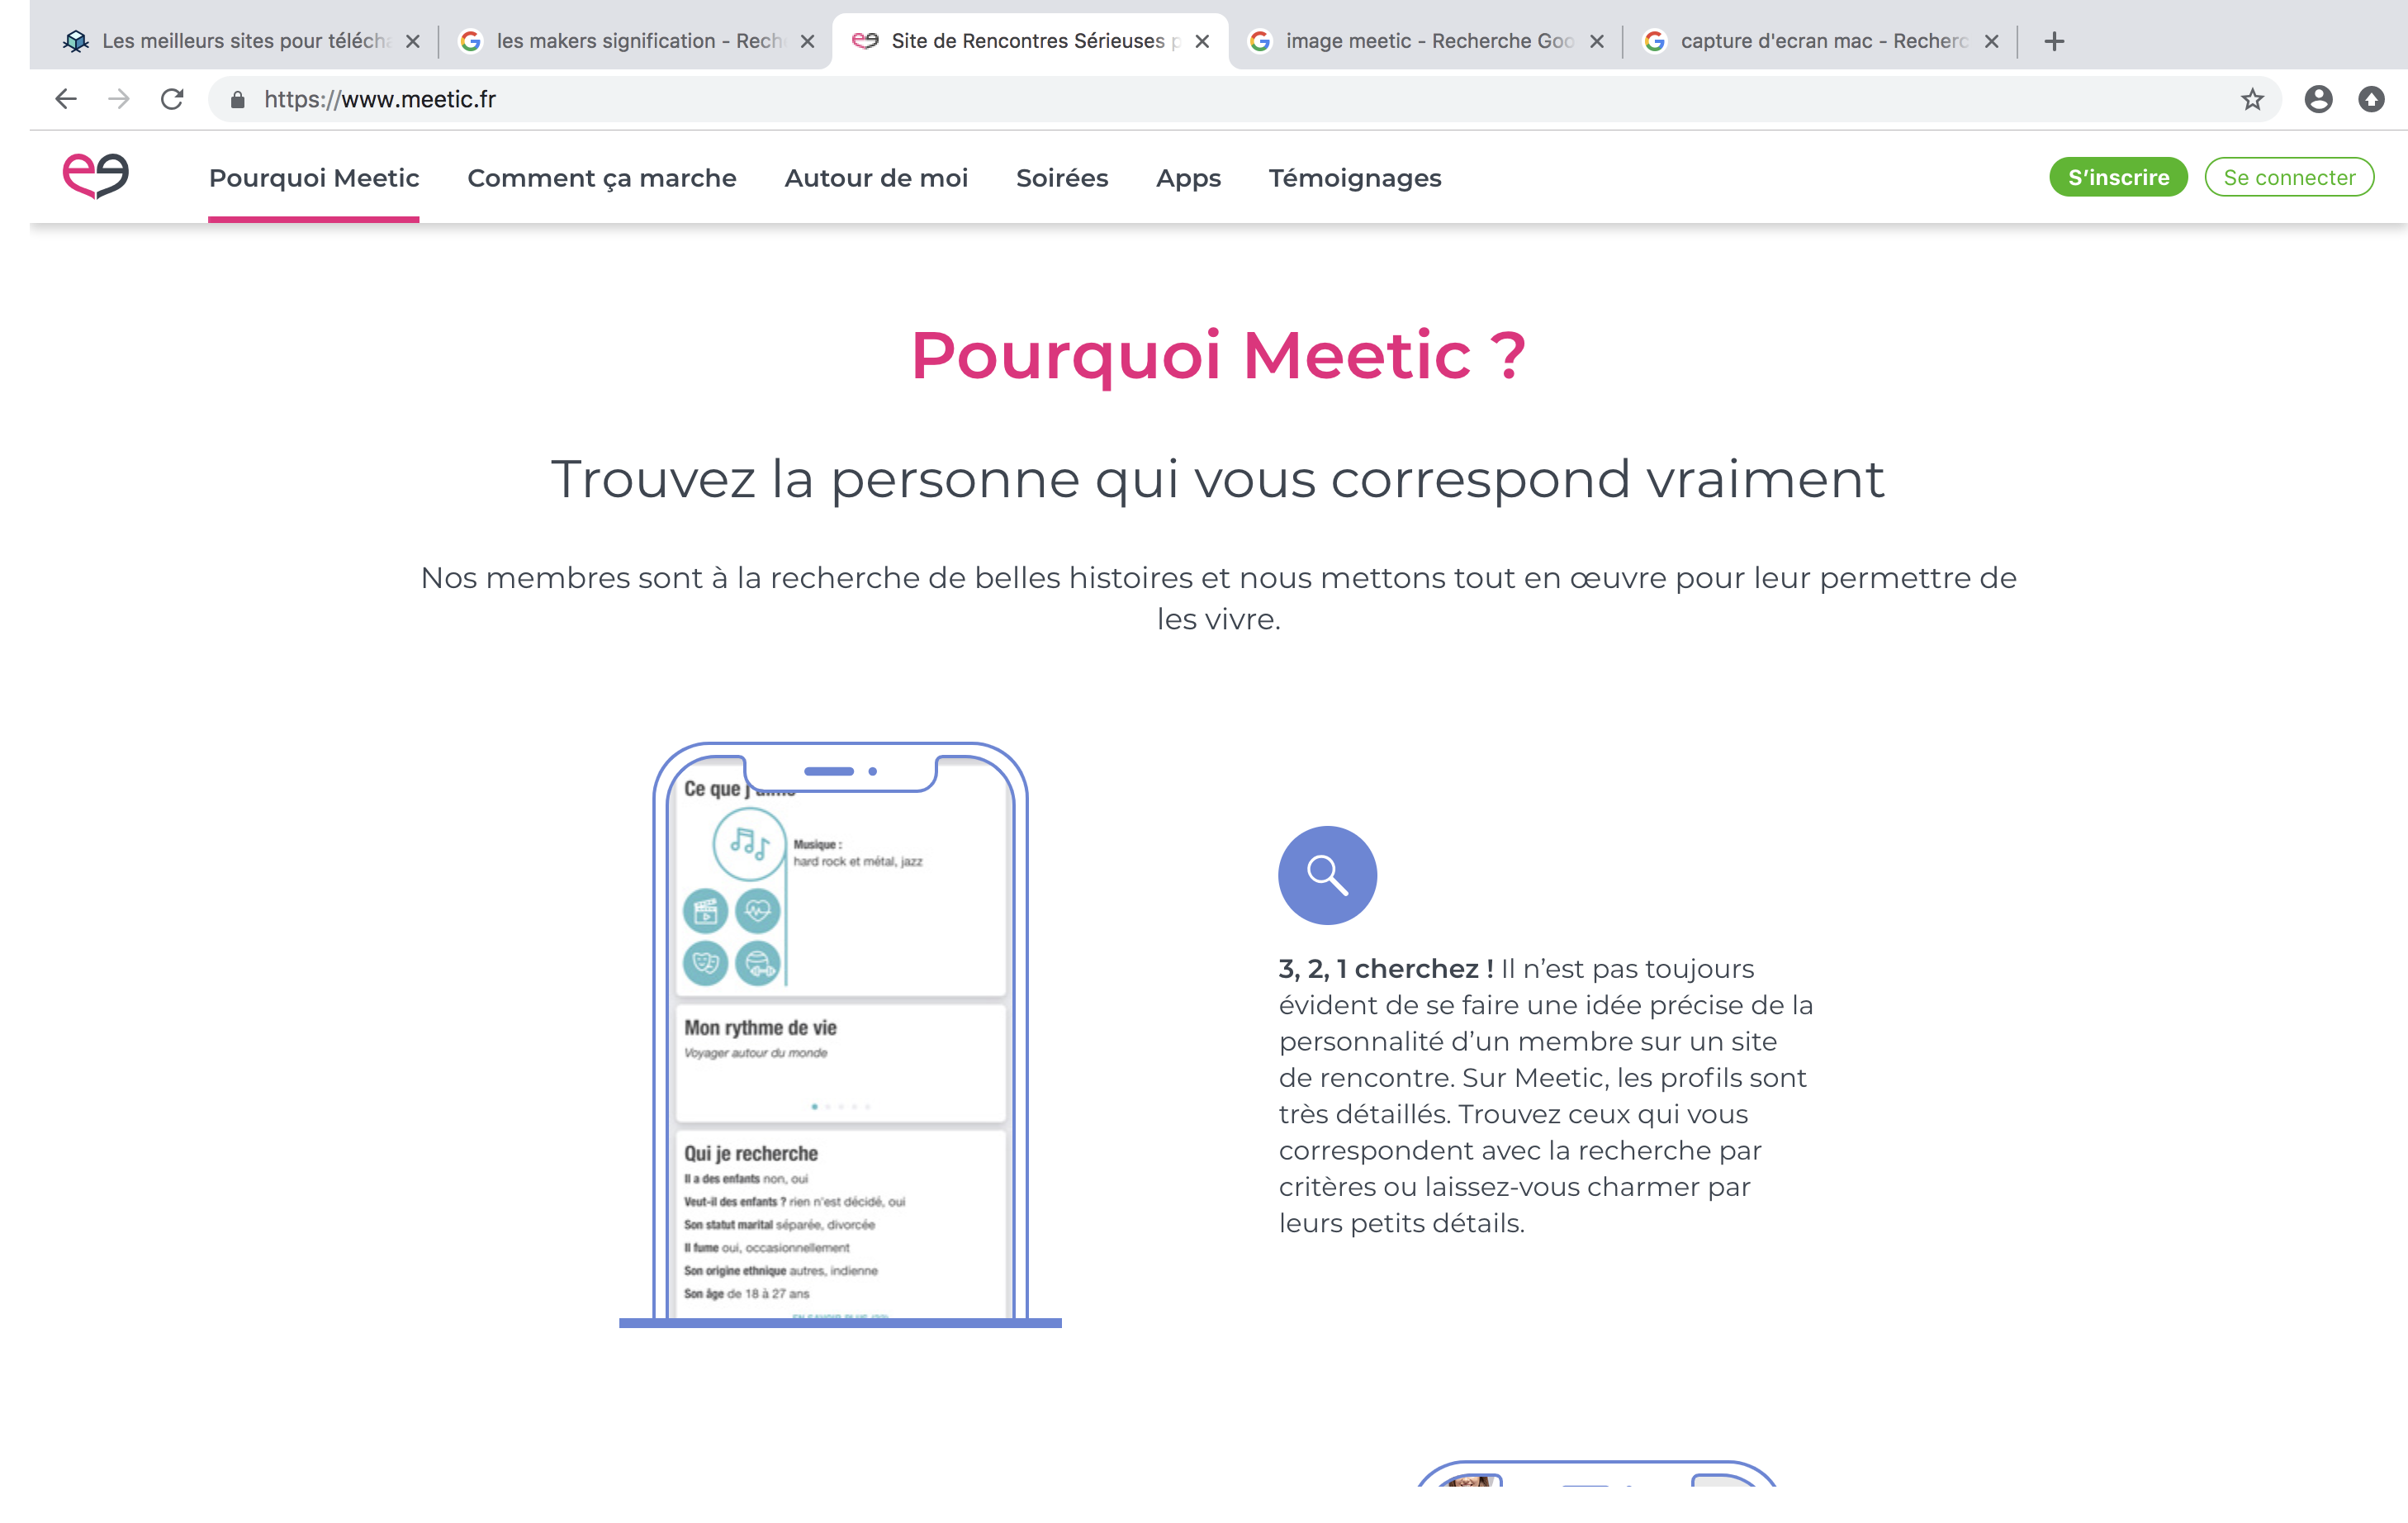 Les meilleurs sites pour téléch
les makers signification - Rech
Site de Rencontres Sérieuses p
image meetic - Recherche Goo
capture d'ecran mac - Recherc
https://www.meetic.fr
Pourquoi Meetic
Comment ça marche
Autour de moi
Soirées
Apps
Témoignages
S’inscrire
Se connecter
Pourquoi Meetic ?
Trouvez la personne qui vous correspond vraiment
Nos membres sont à la recherche de belles histoires et nous mettons tout en œuvre pour leur permettre de
les vivre.
Ce que j'aime
Musique :
hard rock et métal, jazz
Mon rythme de vie
Voyager autour du monde
Qui je recherche
Il a des enfants non, oui
Veut-il des enfants ? rien n'est décidé, oui
Son statut marital séparée, divorcée
Il fume oui, occasionnellement
Son origine ethnique autres, indienne
Son âge de 18 à 27 ans
3, 2, 1 cherchez ! Il n’est pas toujours
évident de se faire une idée précise de la
personnalité d’un membre sur un site
de rencontre. Sur Meetic, les profils sont
très détaillés. Trouvez ceux qui vous
correspondent avec la recherche par
critères ou laissez-vous charmer par
leurs petits détails.